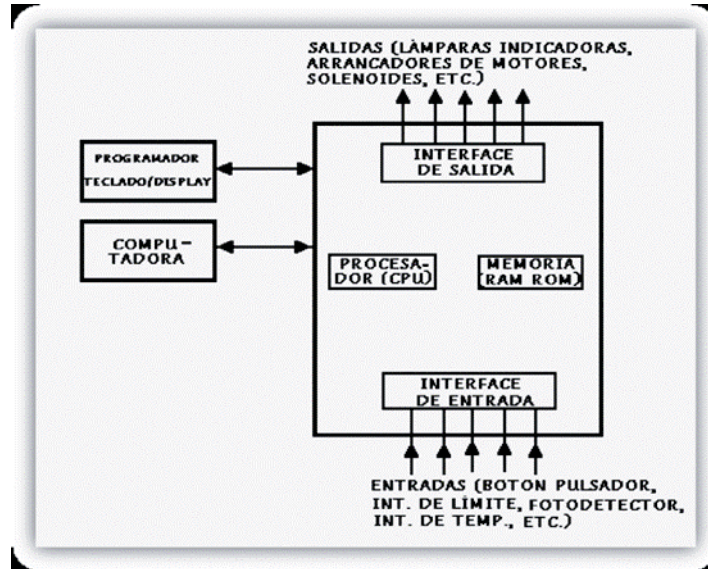 SALIDAS (LÀMPARAS INDICADORAS,
ARRANCADORES DE MOTORES,
SOLENOIDES, ETC.)
PROGRAMADOR
TECLADO/DISPLAY
INTERFACE
DE SALIDA
COMPU-
TADORA
PROCESA-
DOR (CPU)
MEMORIA
(RAM ROM)
INTERFACE
DE ENTRADA
ENTRADAS (BOTON PULSADOR,
INT. DE LÍMITE, FOTODETECTOR,
INT. DE TEMP., ETC.)